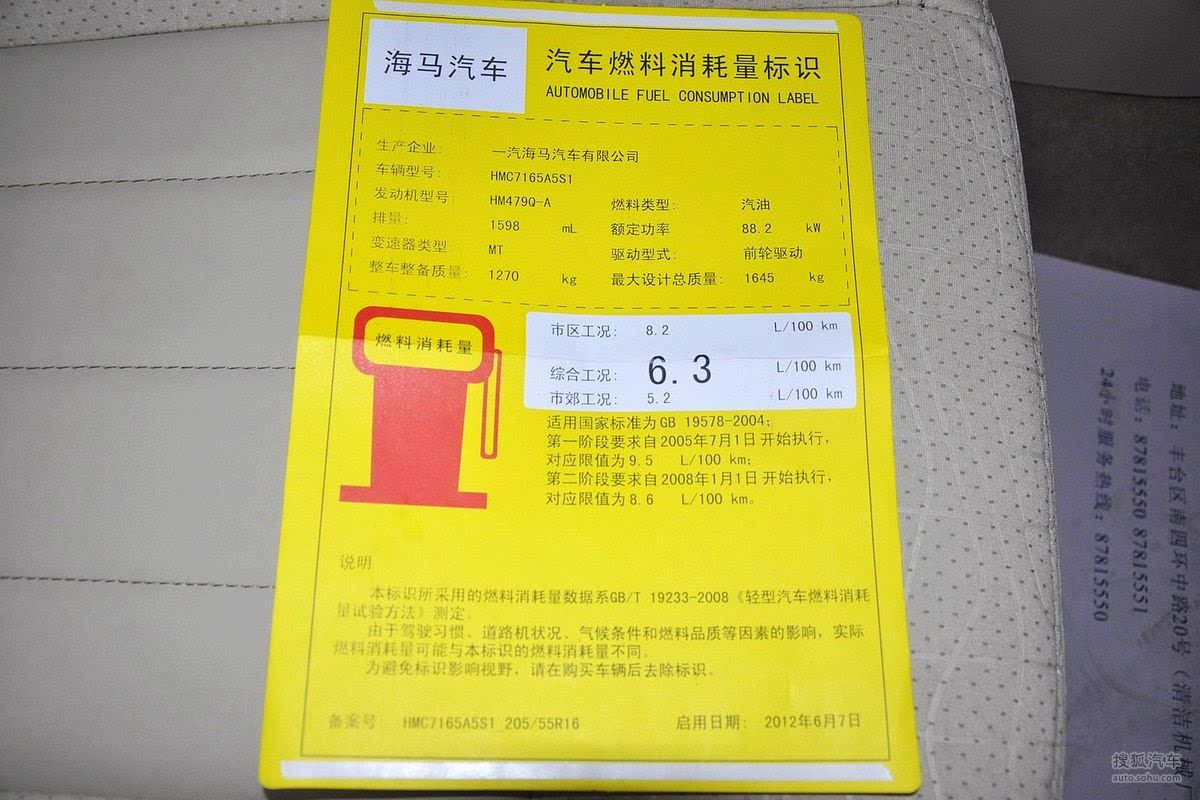 海马汽车
汽车燃料消耗量标识
AUTOMOBILE FUEL CONSUMPTION LABEL
生产企业: 一汽海马汽车有限公司
车辆型号: HMC7165A5S1
发动机型号: HM479Q-A 燃料类型: 汽油
排量: 1598 mL 额定功率 88.2 kW
变速器类型: MT 驱动型式: 前轮驱动
整车整备质量: 1270 kg 最大设计总质量: 1645 kg
燃料消耗量
市区工况: 8.2 L/100 km
综合工况: 6.3 L/100 km
市郊工况: 5.2 L/100 km
适用国家标准为GB 19578-2004;
第一阶段要求自2005年7月1日开始执行,
对应限值为9.5 L/100 km;
第二阶段要求自2008年1月1日开始执行,
对应限值为8.6 L/100 km。
说明
本标识所采用的燃料消耗量数据系GB/T 19233-2008《轻型汽车燃料消耗
量试验方法》测定。
由于驾驶习惯、道路机状况、气候条件和燃料品质等因素的影响, 实际
燃料消耗量可能与本标识的燃料消耗量不同。
为避免标识影响视野, 请在购买车辆后去除标识。
备案号: HMC7165A5S1_205/55R16 启用日期: 2012年6月7日
地址: 丰台区南四环中路20号
电话: 87815550 87815551
24小时服务热线: 87815550
搜狐汽车
auto.sohu.com